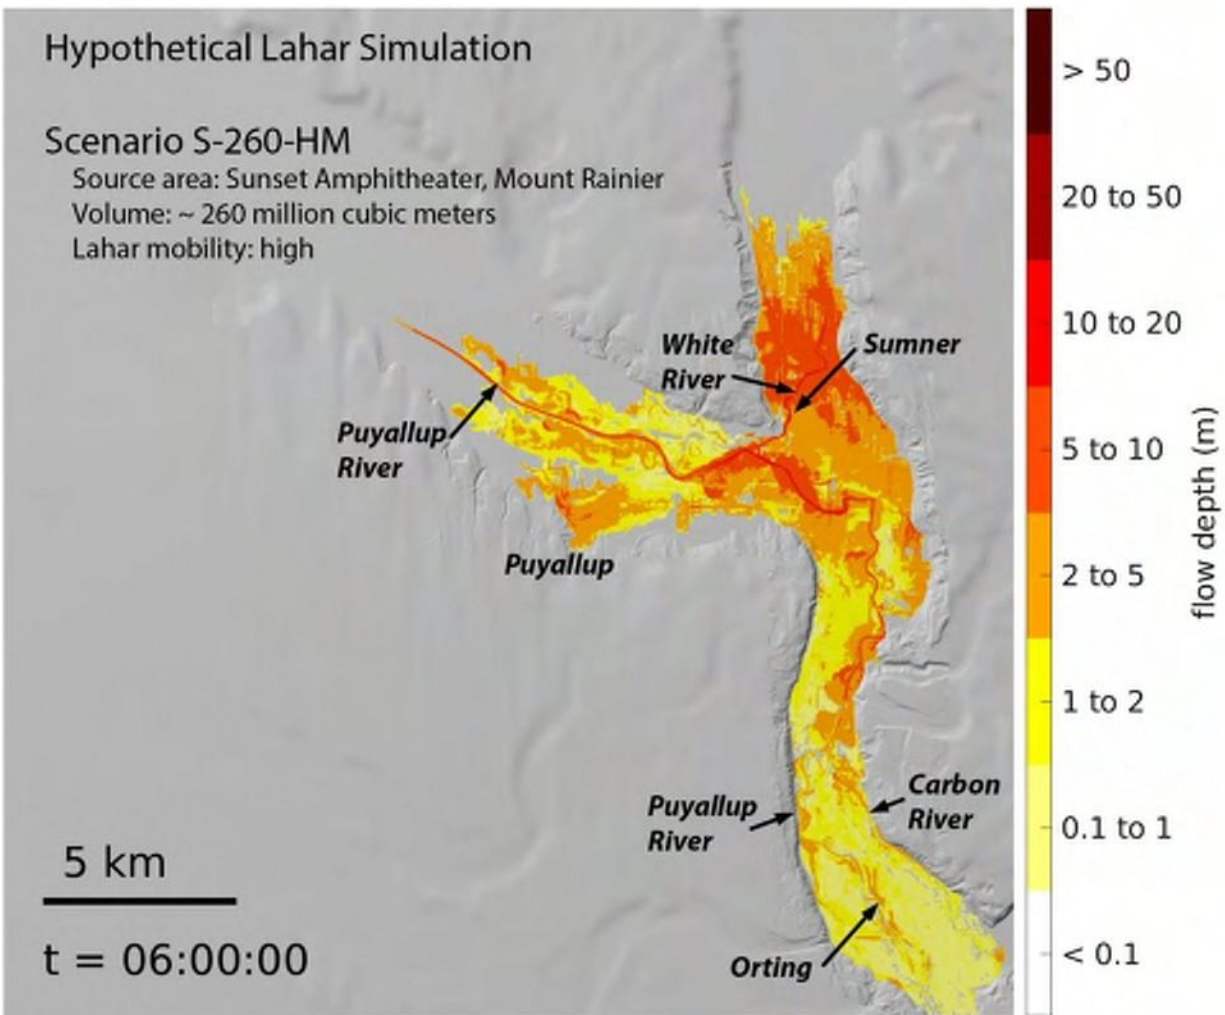 Hypothetical Lahar Simulation
Scenario S-260-HM
Source area: Sunset Amphitheater, Mount Rainier
Volume: ~ 260 million cubic meters
Lahar mobility: high
White
River
Sumner
Puyallup
River
Puyallup
Puyallup
River
Carbon
River
Orting
5 km
t = 06:00:00
> 50
20 to 50
10 to 20
5 to 10
2 to 5
1 to 2
0.1 to 1
< 0.1
flow depth (m)